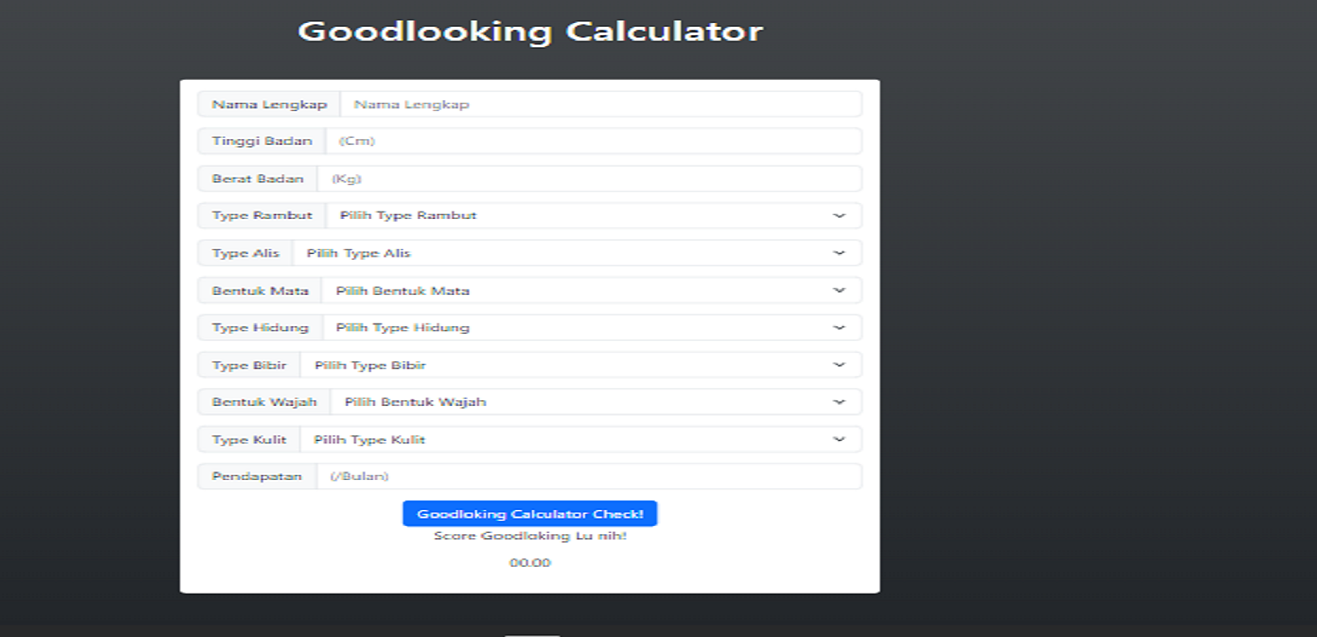 Goodlooking Calculator
Nama Lengkap Nama Lengkap
Tinggi Badan (Cm)
Berat Badan (Kg)
Type Rambut Pilih Type Rambut
Type Alis Pilih Type Alis
Bentuk Mata Pilih Bentuk Mata
Type Hidung Pilih Type Hidung
Type Bibir Pilih Type Bibir
Bentuk Wajah Pilih Bentuk Wajah
Type Kulit Pilih Type Kulit
Pendapatan (/Bulan)
Goodloking Calculator Check!
Score Goodloking Lu nih!
00.00